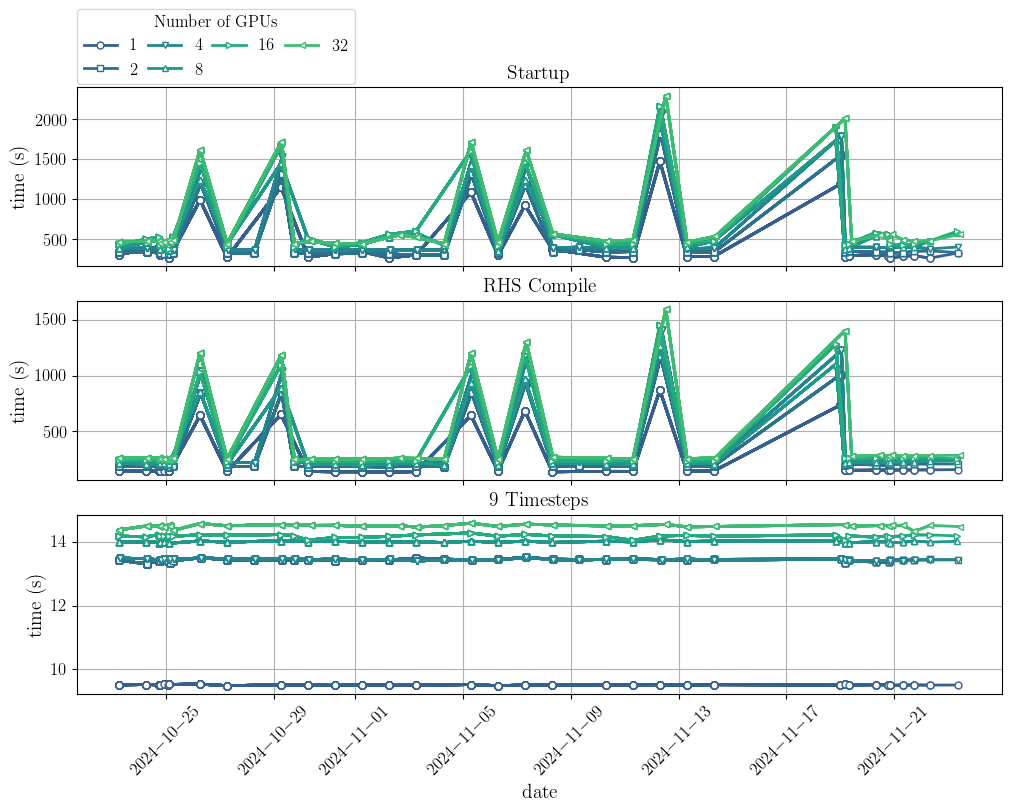 Number of GPUs
1 4 16 32
2 8
Startup
time (s)
2000
1500
1000
500
RHS Compile
time (s)
1500
1000
500
9 Timesteps
time (s)
14
12
10
2024−10−25 2024−10−29 2024−11−01 2024−11−05 2024−11−09 2024−11−13 2024−11−17 2024−11−21
date